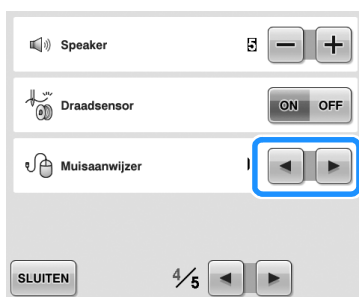 Speaker 5 − +
Draadsensor ON OFF
Muisaanwijzer
SLUITEN 4/5